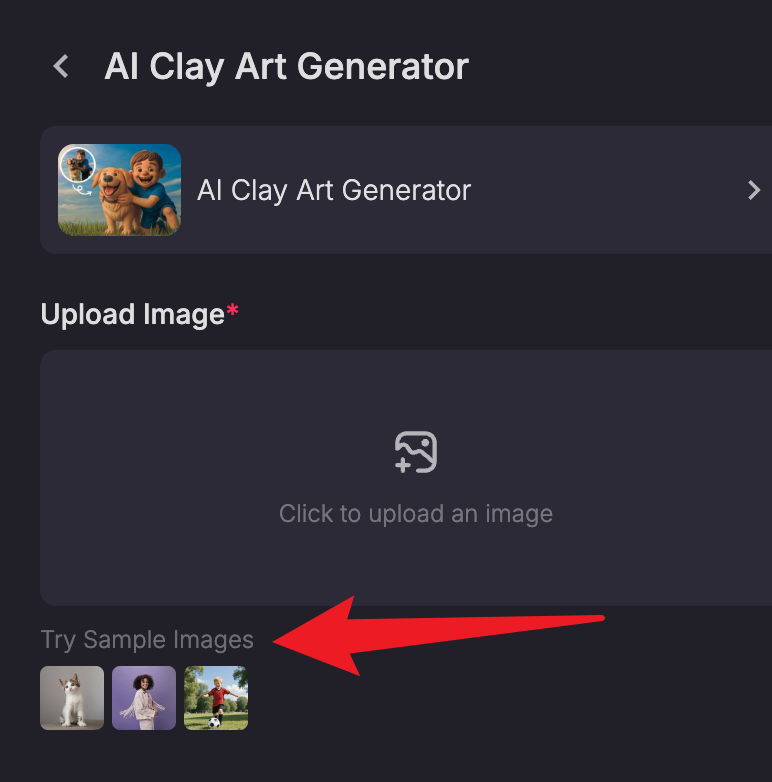 AI Clay Art Generator
AI Clay Art Generator
Upload Image*
Click to upload an image
Try Sample Images